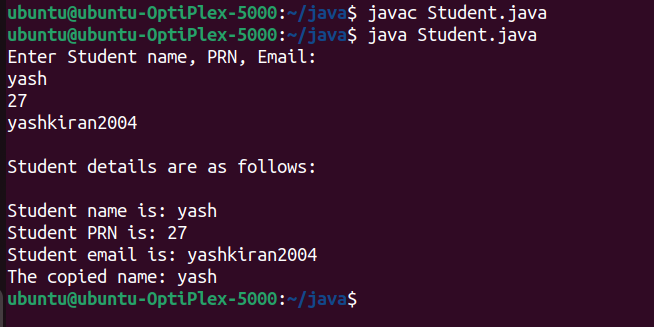 ubuntu@ubuntu-OptiPlex-5000:~/java$ javac Student.java
ubuntu@ubuntu-OptiPlex-5000:~/java$ java Student.java
Enter Student name, PRN, Email:
yash
27
yashkiran2004
Student details are as follows:
Student name is: yash
Student PRN is: 27
Student email is: yashkiran2004
The copied name: yash
ubuntu@ubuntu-OptiPlex-5000:~/java$